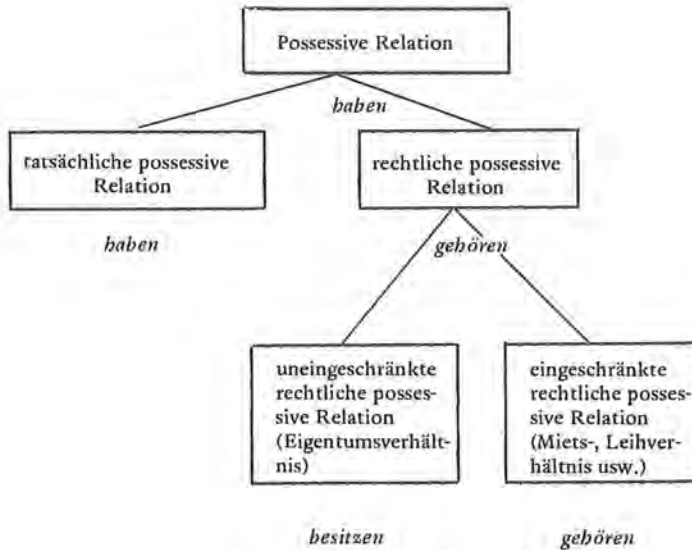 Possessive Relation
haben
tatsächliche possessive
Relation
rechtliche possessive
Relation
haben
gehören
uneingeschränkte
rechtliche posses-
sive Relation
(Eigentumsverhält-
nis)
eingeschränkte
rechtliche posses-
sive Relation
(Miets-, Leihver-
hältnis usw.)
besitzen
gehören